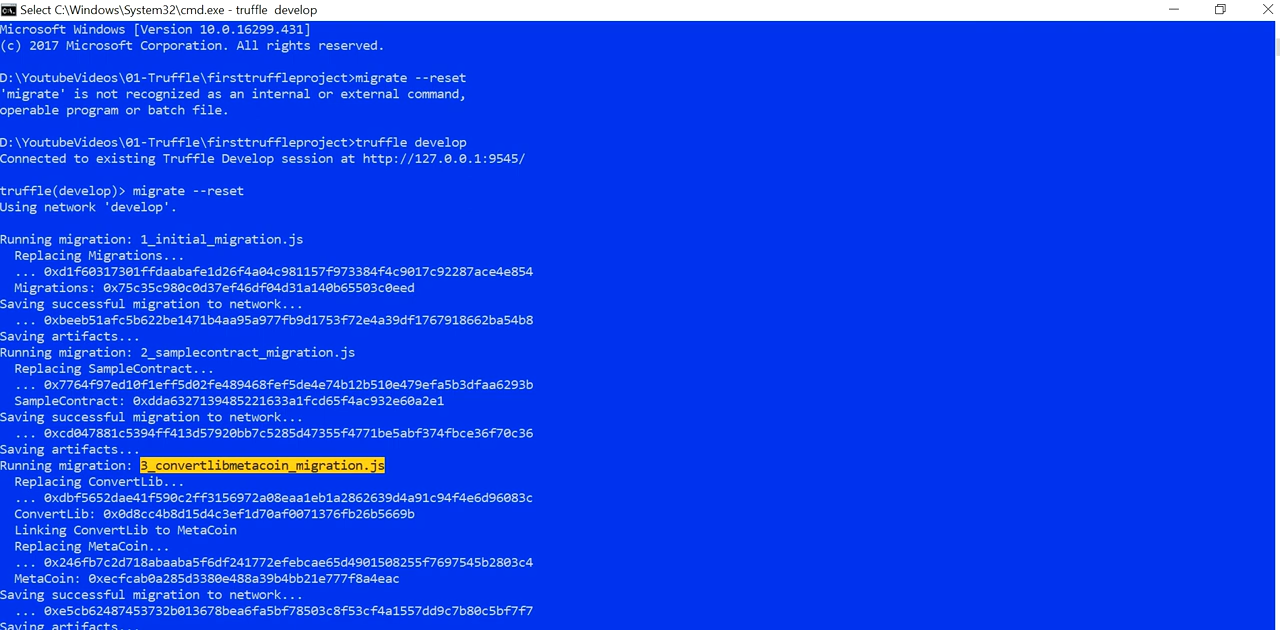 Select C:\Windows\System32\cmd.exe - truffle  develop
Microsoft Windows [Version 10.0.16299.431]
(c) 2017 Microsoft Corporation. All rights reserved.
D:\YoutubeVideos\01-Truffle\firsttruffleproject>migrate --reset
'migrate' is not recognized as an internal or external command,
operable program or batch file.
D:\YoutubeVideos\01-Truffle\firsttruffleproject>truffle develop
Connected to existing Truffle Develop session at http://127.0.0.1:9545/
truffle(develop)> migrate --reset
Using network 'develop'.
Running migration: 1_initial_migration.js
  Replacing Migrations...
  ... 0xd1f60317301ffdaabafe1d26f4a04c981157f973384f4c9017c92287ace4e854
  Migrations: 0x75c35c980c0d37ef46df04d31a140b65503c0eed
Saving successful migration to network...
  ... 0xbeeb51afc5b622be1471b4aa95a977fb9d1753f72e4a39df1767918662ba54b8
Saving artifacts...
Running migration: 2_samplecontract_migration.js
  Replacing SampleContract...
  ... 0x7764f97ed10f1eff5d02fe489468fef5de4e74b12b510e479efa5b3dfaa6293b
  SampleContract: 0xdda6327139485221633a1fcd65f4ac932e60a2e1
Saving successful migration to network...
  ... 0xcd047881c5394ff413d57920bb7c5285d47355f4771be5abf374fbce36f70c36
Saving artifacts...
Running migration: 3_convertlibmetacoin_migration.js
  Replacing ConvertLib...
  ... 0xdbf5652dae41f590c2ff3156972a08eaa1eb1a2862639d4a91c94f4e6d96083c
  ConvertLib: 0x0d8cc4b8d15d4c3ef1d70af0071376fb26b5669b
  Linking ConvertLib to MetaCoin
  Replacing MetaCoin...
  ... 0x246fb7c2d718abaaba5f6df241772efebcae65d4901508255f7697545b2803c4
  MetaCoin: 0xecfcab0a285d3380e488a39b4bb21e777f8a4eac
Saving successful migration to network...
  ... 0xe5cb62487453732b013678bea6fa5bf78503c8f53cf4a1557dd9c7b80c5bf7f7
Saving artifacts...